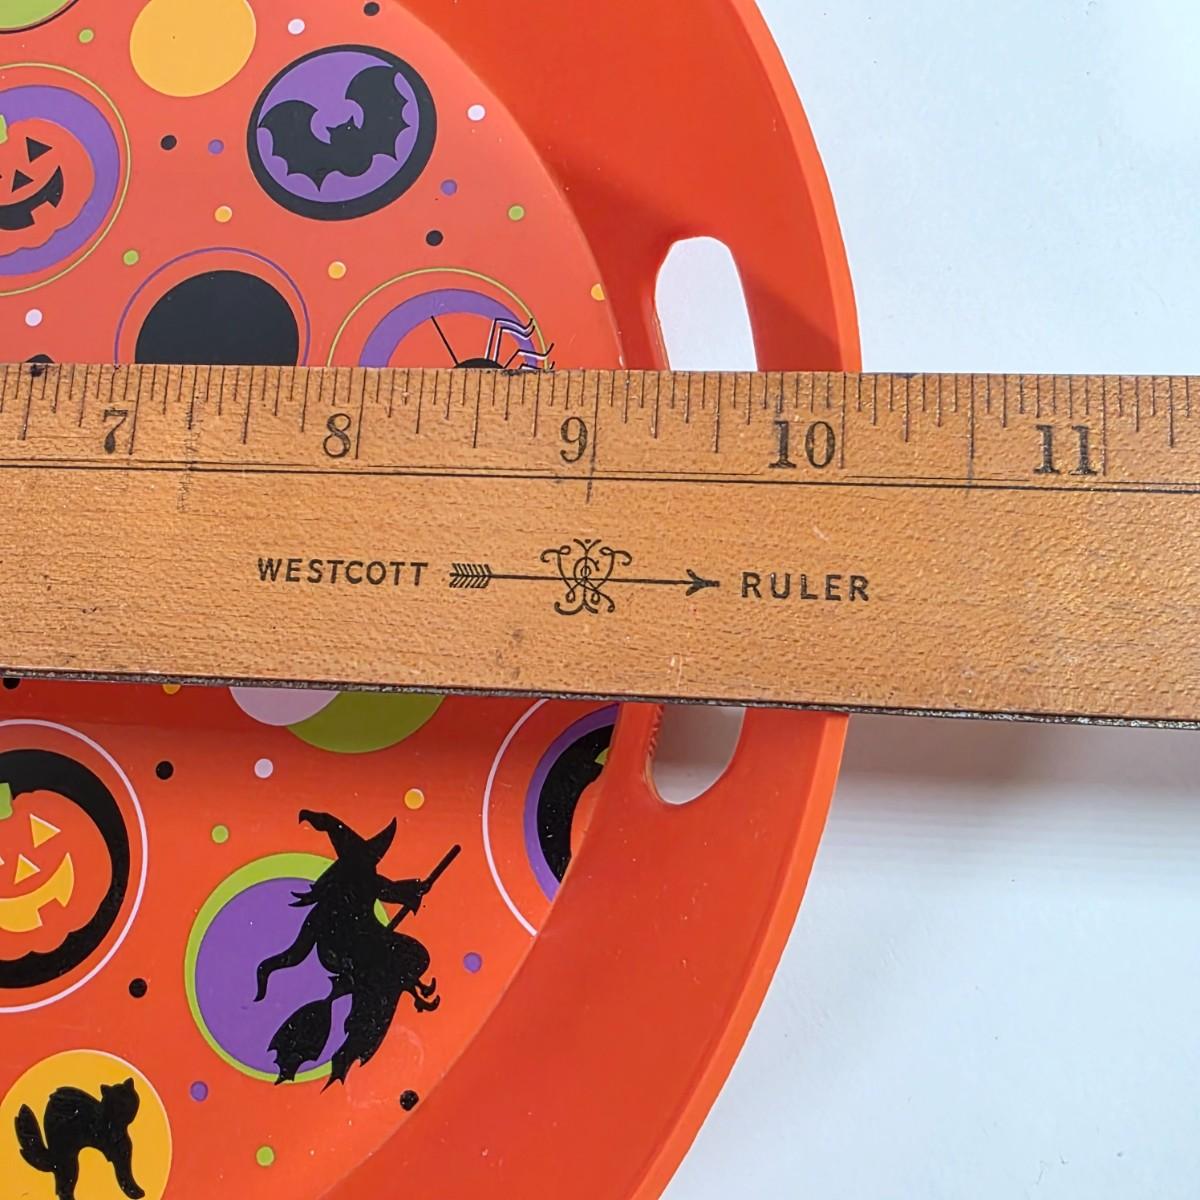 7 8 9 10 11
WESTCOTT RULER